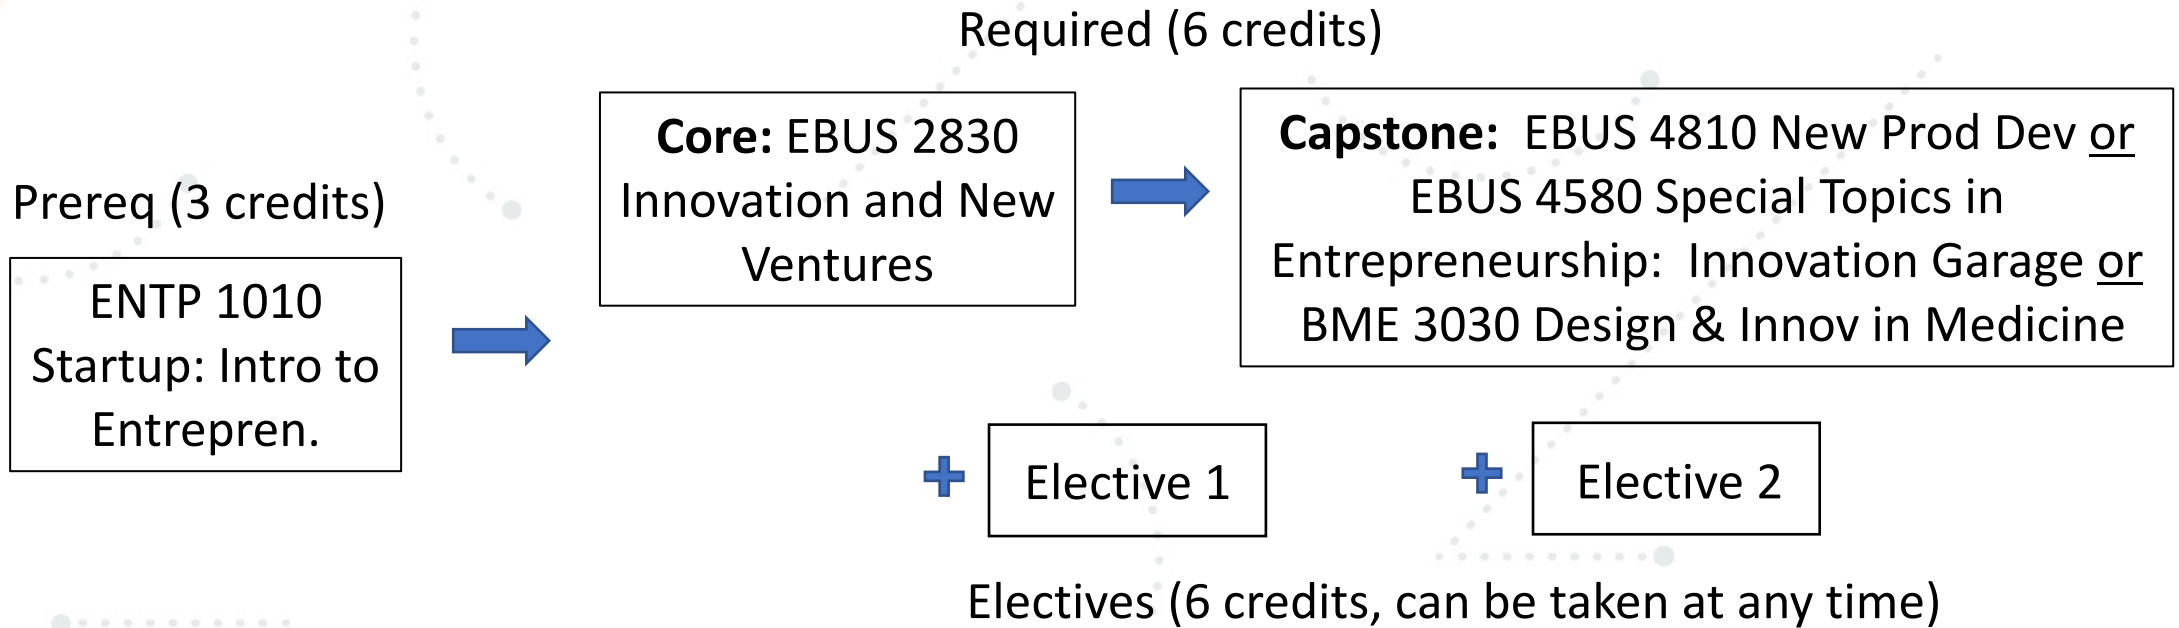 Required (6 credits)
Prereq (3 credits)
ENTP 1010
Startup: Intro to
Entrepren.
Core: EBUS 2830
Innovation and New
Ventures
Capstone:  EBUS 4810 New Prod Dev or
EBUS 4580 Special Topics in
Entrepreneurship:  Innovation Garage or
BME 3030 Design & Innov in Medicine
Elective 1
Elective 2
Electives (6 credits, can be taken at any time)